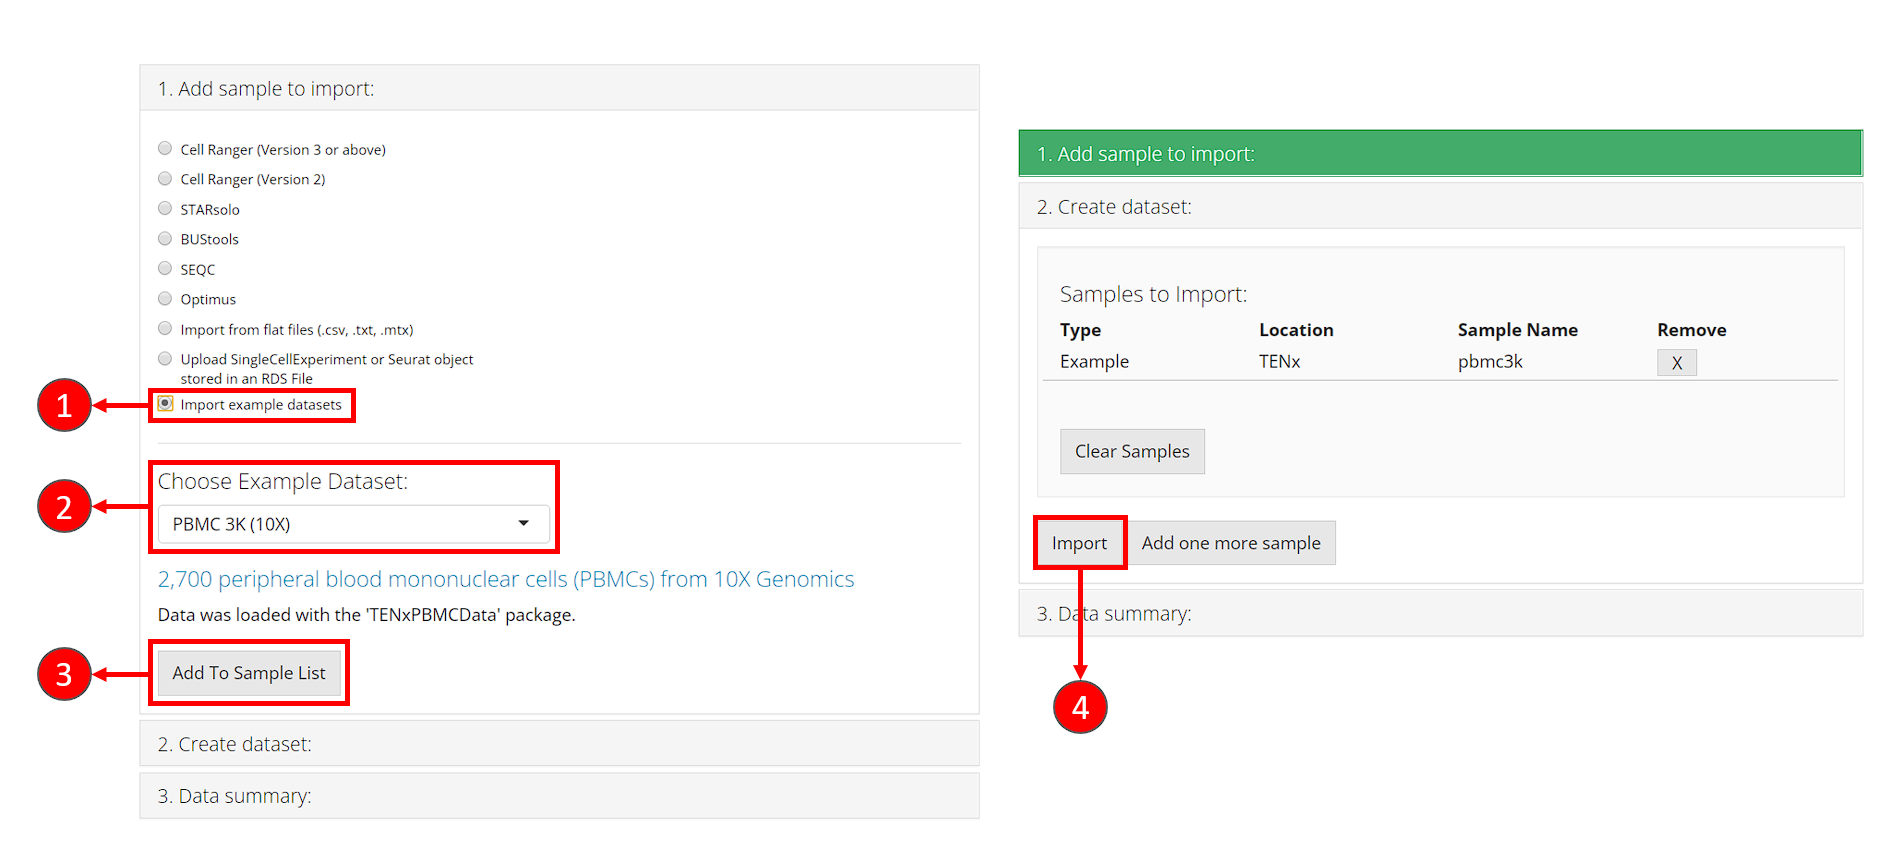 1. Add sample to import:
Cell Ranger (Version 3 or above)
Cell Ranger (Version 2)
STARsolo
BUStools
SEQC
Optimus
Import from flat files (.csv, .txt, .mtx)
Upload SingleCellExperiment or Seurat object
stored in an RDS File
1
Import example datasets
2
Choose Example Dataset:
PBMC 3K (10X)
2,700 peripheral blood mononuclear cells (PBMCs) from 10X Genomics
Data was loaded with the 'TENxPBMCData' package.
3
Add To Sample List
2. Create dataset:
3. Data summary:
1. Add sample to import:
2. Create dataset:
Samples to Import:
Type Location Sample Name Remove
Example TENx pbmc3k X
Clear Samples
Import Add one more sample
3. Data summary:
4